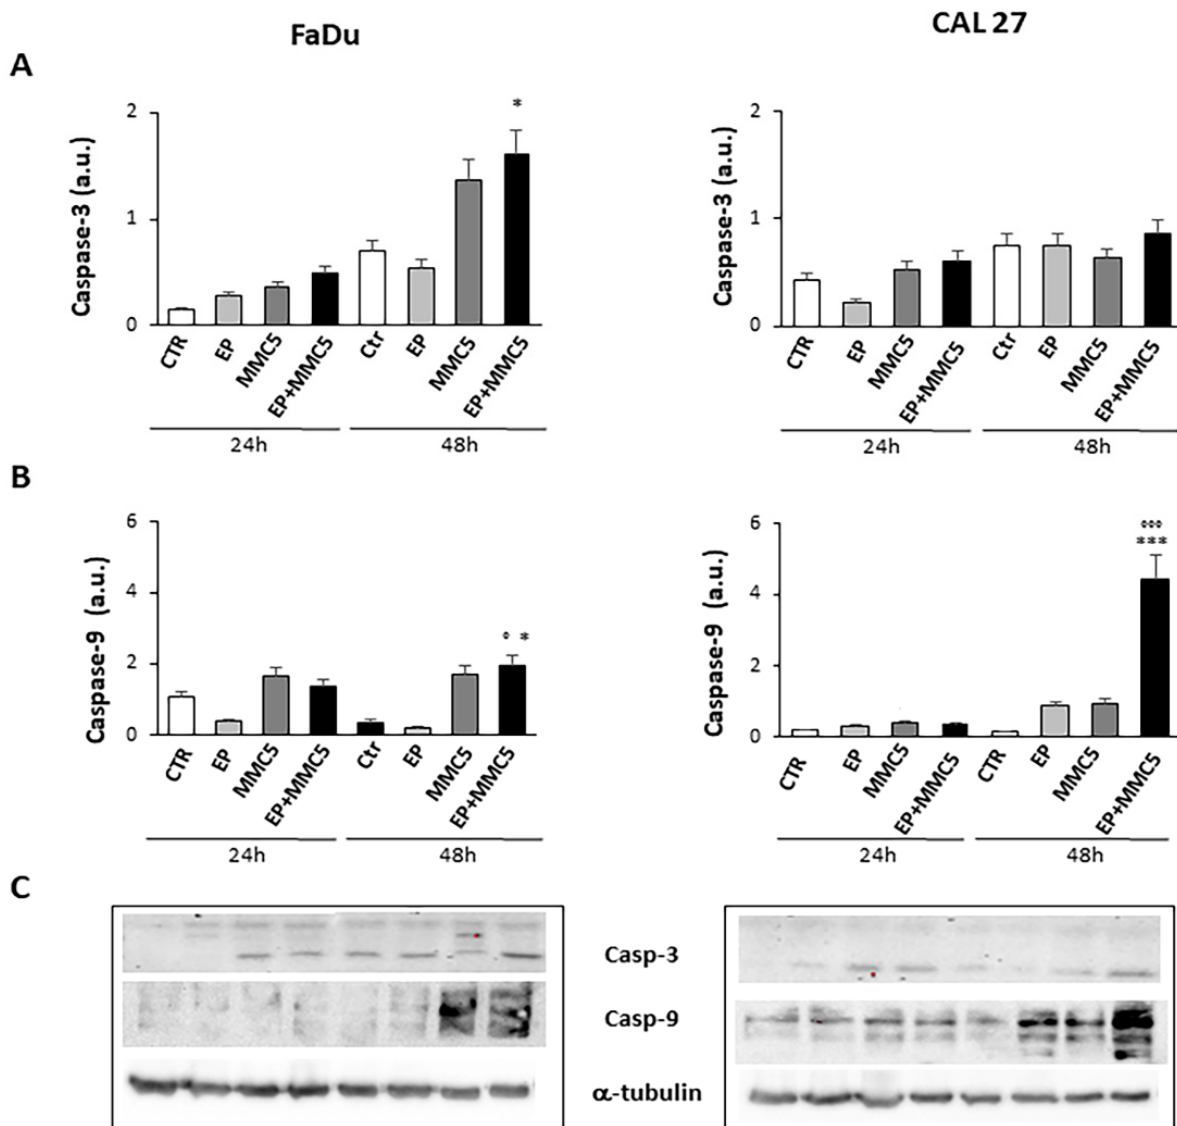 FaDu
CAL 27
A
Caspase-3 (a.u.)
2
1
0
*
CTR
EP
MMC5
EP+MMC5
Ctr
EP
MMC5
EP+MMC5
24h
48h
Caspase-3 (a.u.)
2
1
0
CTR
EP
MMC5
EP+MMC5
Ctr
EP
MMC5
EP+MMC5
24h
48h
B
Caspase-9 (a.u.)
6
4
2
0
° *
CTR
EP
MMC5
EP+MMC5
Ctr
EP
MMC5
EP+MMC5
24h
48h
Caspase-9 (a.u.)
6
4
2
0
°°°
***
CTR
EP
MMC5
EP+MMC5
CTR
EP
MMC5
EP+MMC5
24h
48h
C
Casp-3
Casp-9
α-tubulin